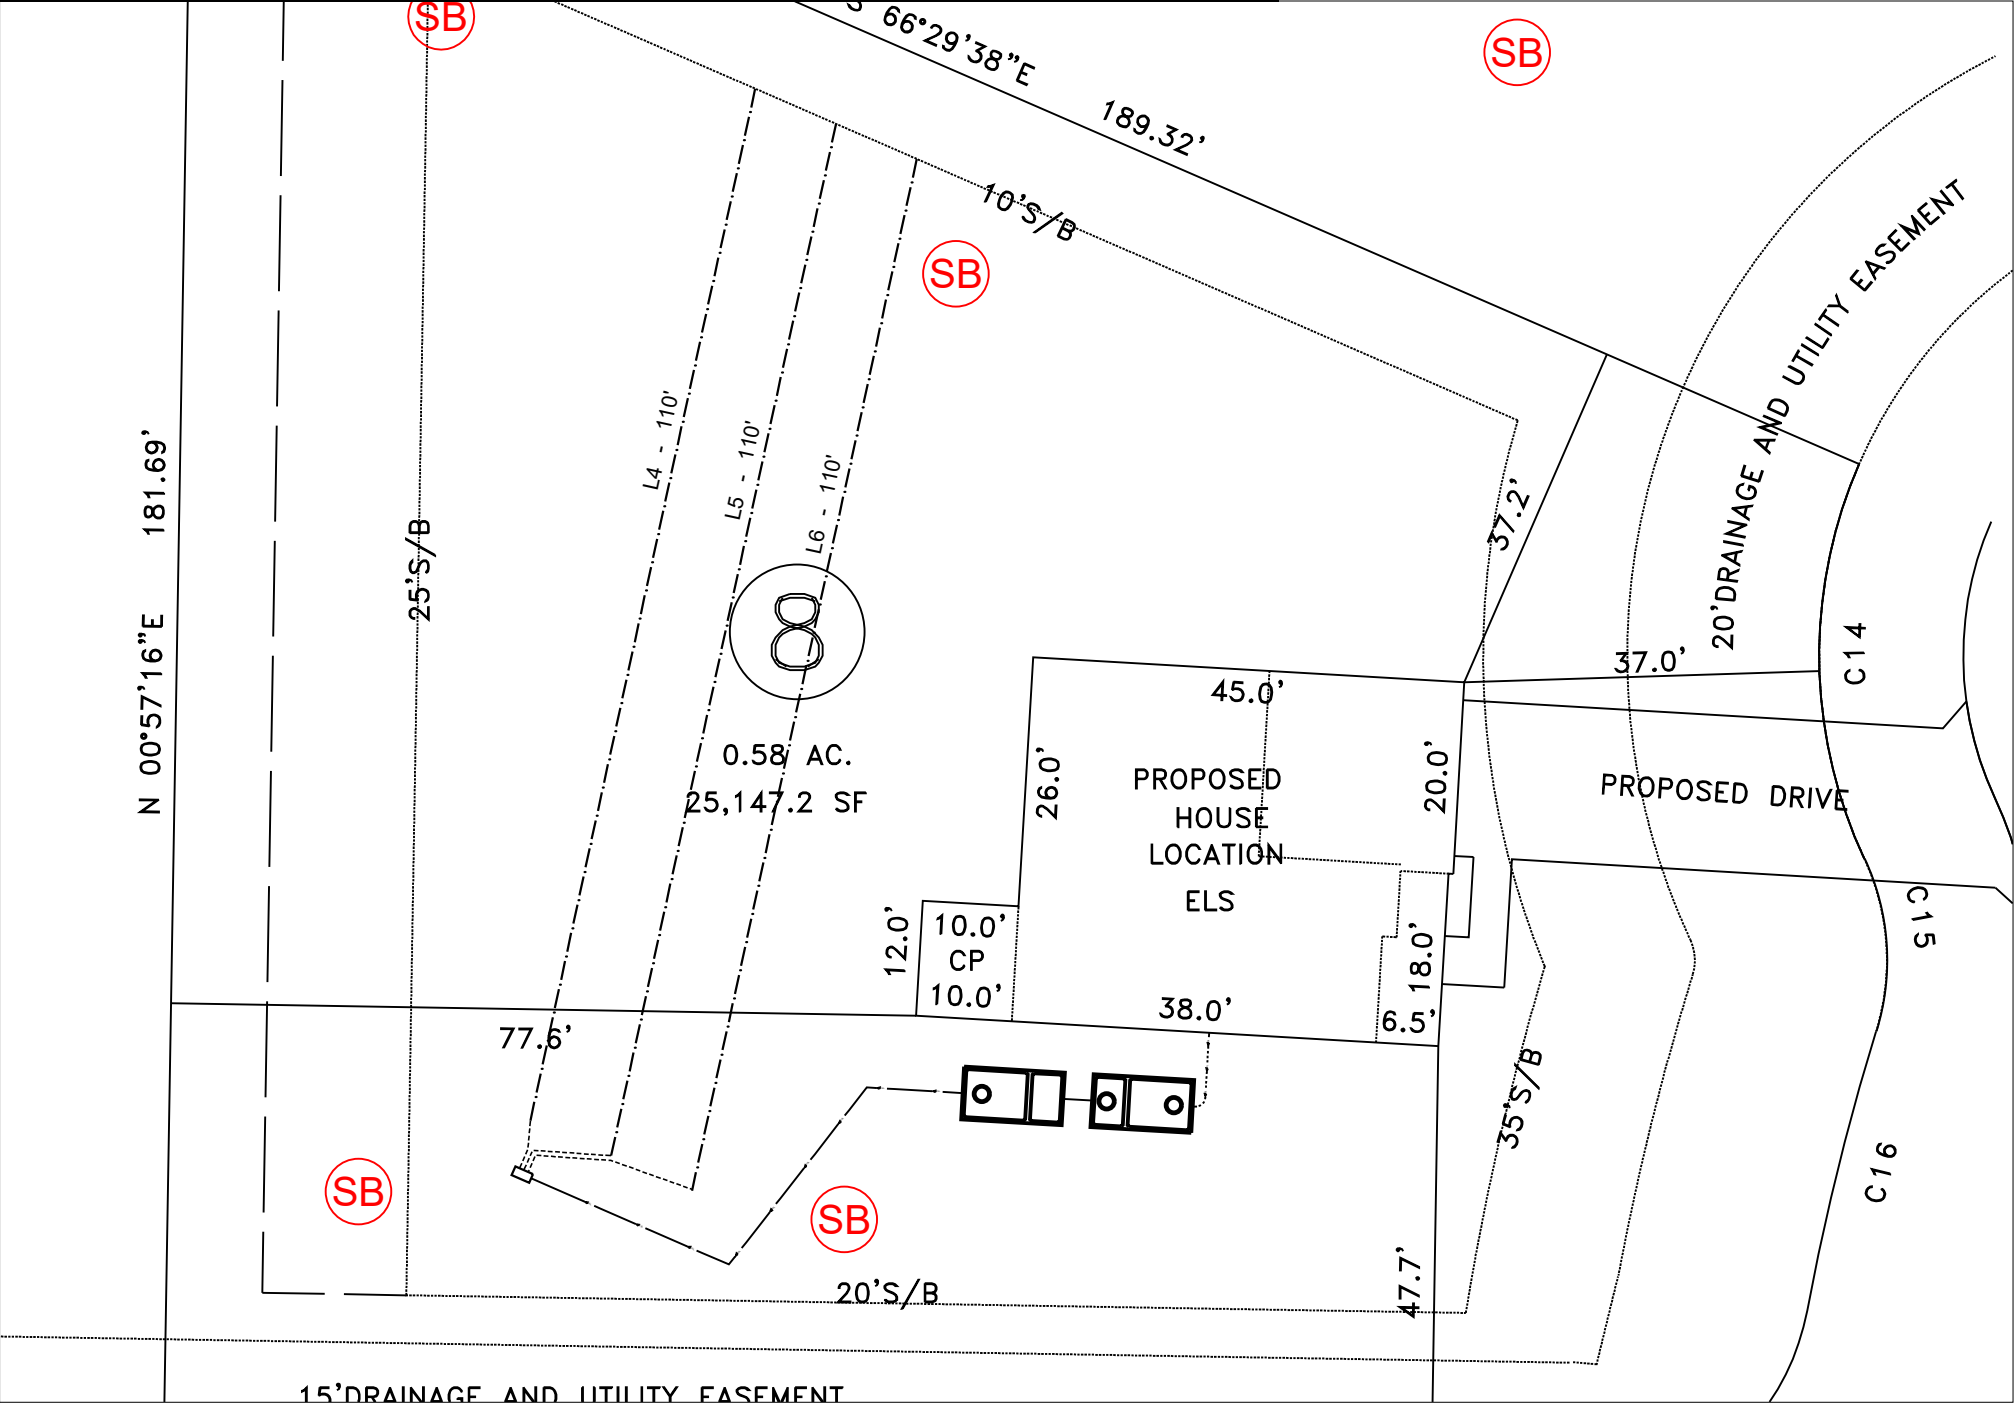 SB
S 66°29'38"E
189.32'
SB
10'S/B
SB
20'DRAINAGE AND UTILITY EASEMENT
N 00°57'16"E 181.69'
25'S/B
L4 - 110'
L5 - 110'
L6 - 110'
8
0.58 AC.
25,147.2 SF
37.2'
37.0'
C14
45.0'
26.0'
20.0'
PROPOSED
HOUSE
LOCATION
ELS
PROPOSED DRIVE
12.0'
10.0'
CP
10.0'
18.0'
C15
38.0'
6.5'
77.6'
35'S/B
C16
SB
SB
20'S/B
47.7'
15'DRAINAGE AND UTILITY EASEMENT